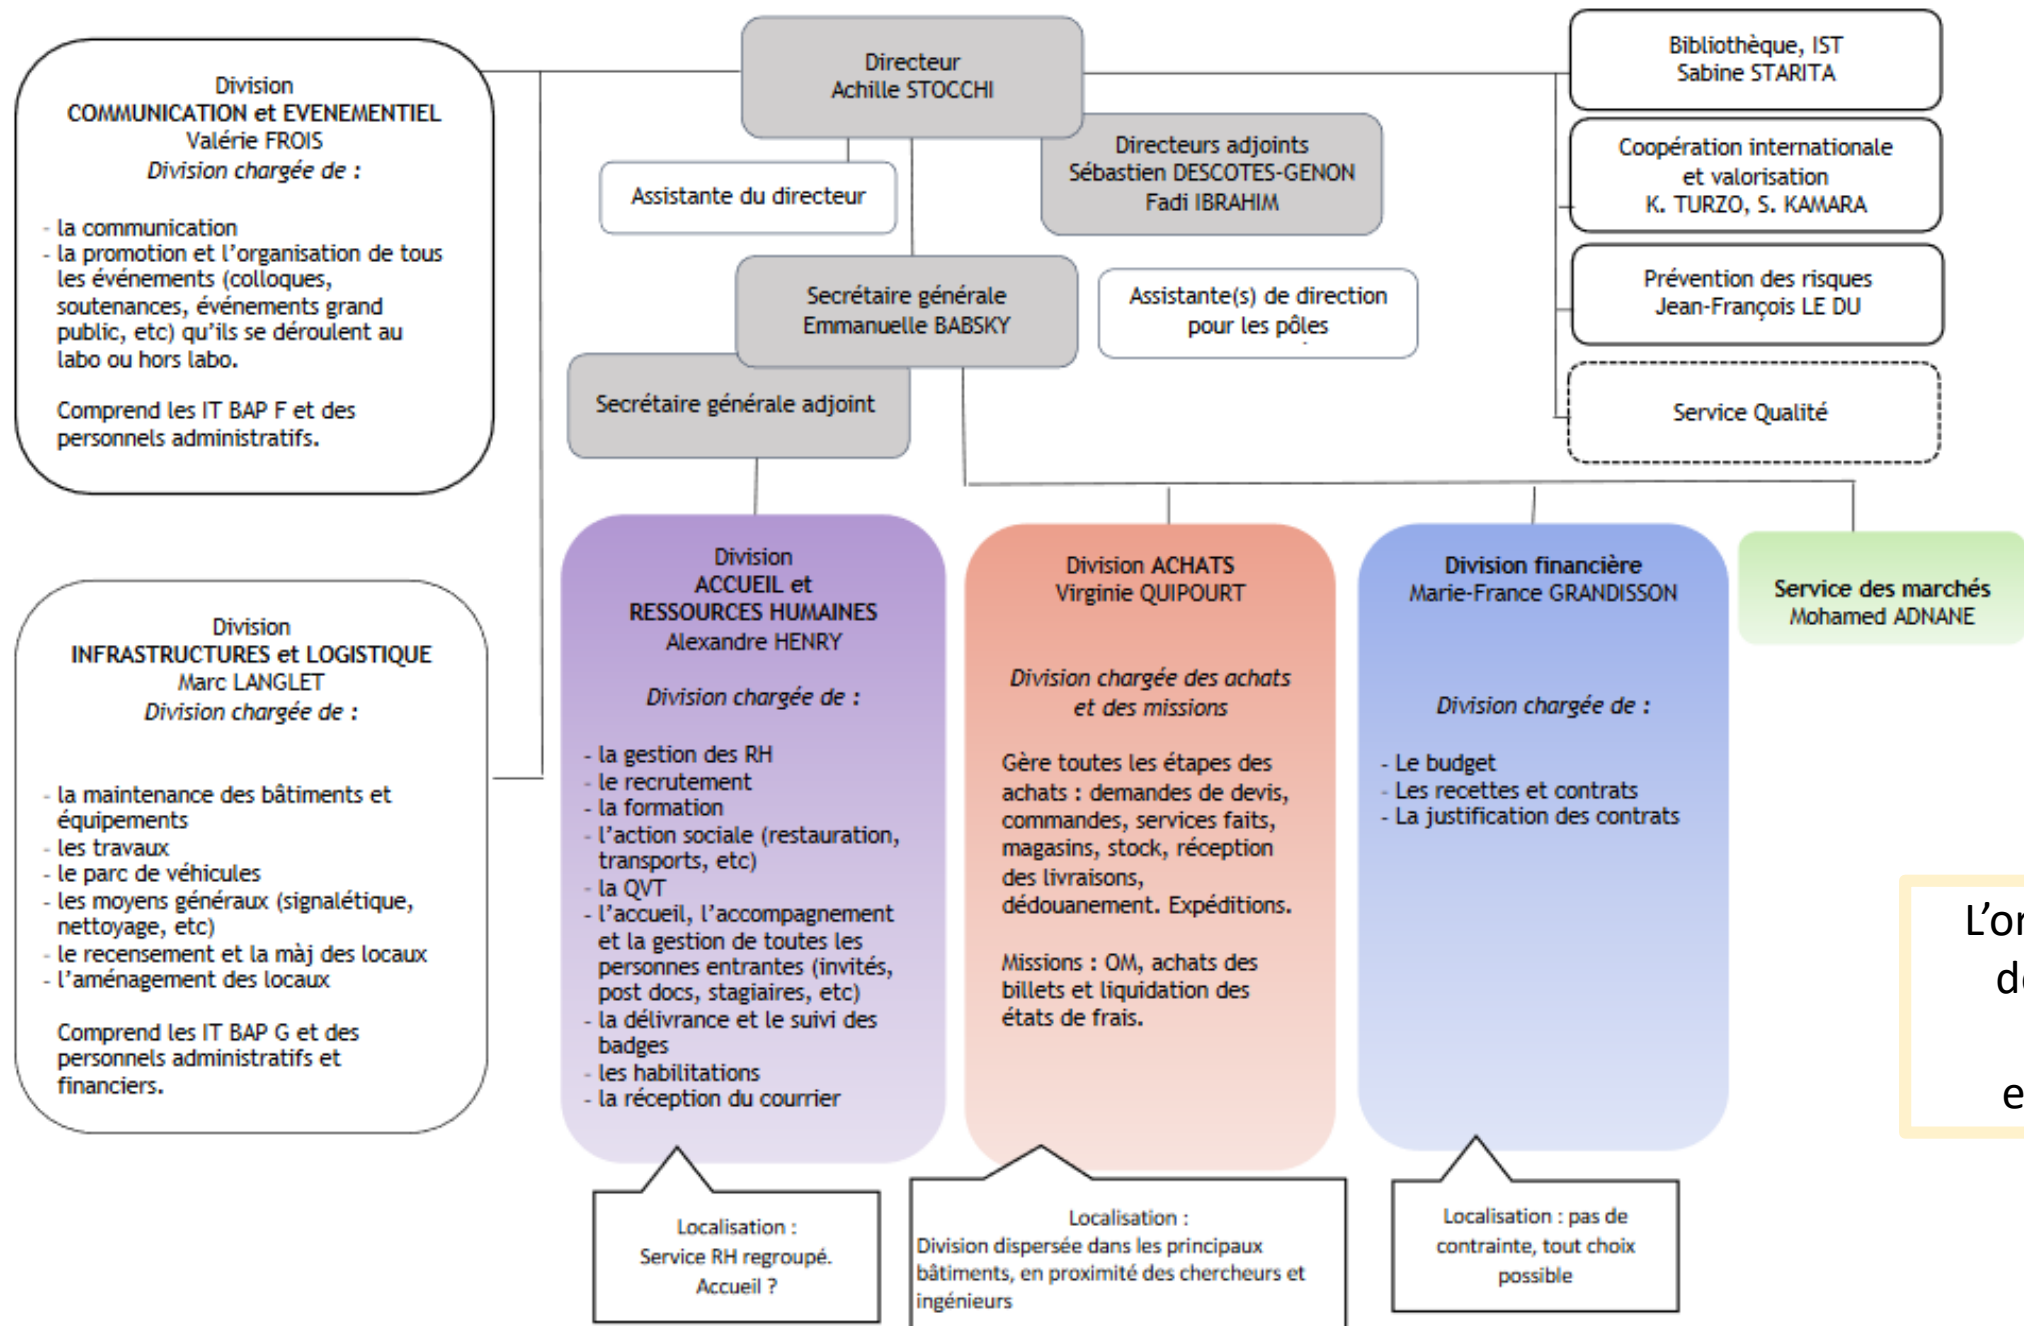 Division
COMMUNICATION et EVENEMENTIEL
Valérie FROIS
Division chargée de :
- la communication
- la promotion et l'organisation de tous
les événements (colloques,
soutenances, événements grand
public, etc) qu'ils se déroulent au
labo ou hors labo.
Comprend les IT BAP F et des
personnels administratifs.
Directeur
Achille STOCCHI
Directeurs adjoints
Sébastien DESCOTES-GENON
Fadi IBRAHIM
Assistante du directeur
Secrétaire générale
Emmanuelle BABSKY
Assistante(s) de direction
pour les pôles
Secrétaire générale adjoint
Bibliothèque, IST
Sabine STARITA
Coopération internationale
et valorisation
K. TURZO, S. KAMARA
Prévention des risques
Jean-François LE DU
Service Qualité
Division
INFRASTRUCTURES et LOGISTIQUE
Marc LANGLET
Division chargée de :
- la maintenance des bâtiments et
équipements
- les travaux
- le parc de véhicules
- les moyens généraux (signalétique,
nettoyage, etc)
- le recensement et la màj des locaux
- l'aménagement des locaux
Comprend les IT BAP G et des
personnels administratifs et
financiers.
Division
ACCUEIL et
RESSOURCES HUMAINES
Alexandre HENRY
Division chargée de :
- la gestion des RH
- le recrutement
- la formation
- l'action sociale (restauration,
transports, etc)
- la QVT
- l'accueil, l'accompagnement
et la gestion de toutes les
personnes entrantes (invités,
post docs, stagiaires, etc)
- la délivrance et le suivi des
badges
- les habilitations
- la réception du courrier
Division ACHATS
Virginie QUIPOURT
Division chargée des achats
et des missions
Gère toutes les étapes des
achats : demandes de devis,
commandes, services faits,
magasins, stock, réception
des livraisons,
dédouanement. Expéditions.
Missions : OM, achats des
billets et liquidation des
états de frais.
Division financière
Marie-France GRANDISSON
Division chargée de :
- Le budget
- Les recettes et contrats
- La justification des contrats
Service des marchés
Mohamed ADNANE
Localisation :
Service RH regroupé.
Accueil ?
Localisation :
Division dispersée dans les principaux
bâtiments, en proximité des chercheurs et
ingénieurs
Localisation : pas de
contrainte, tout choix
possible